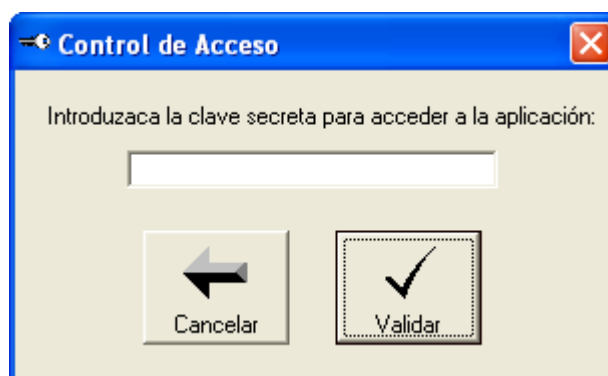 Control de Acceso
Introduzaca la clave secreta para acceder a la aplicación:
Cancelar
Validar